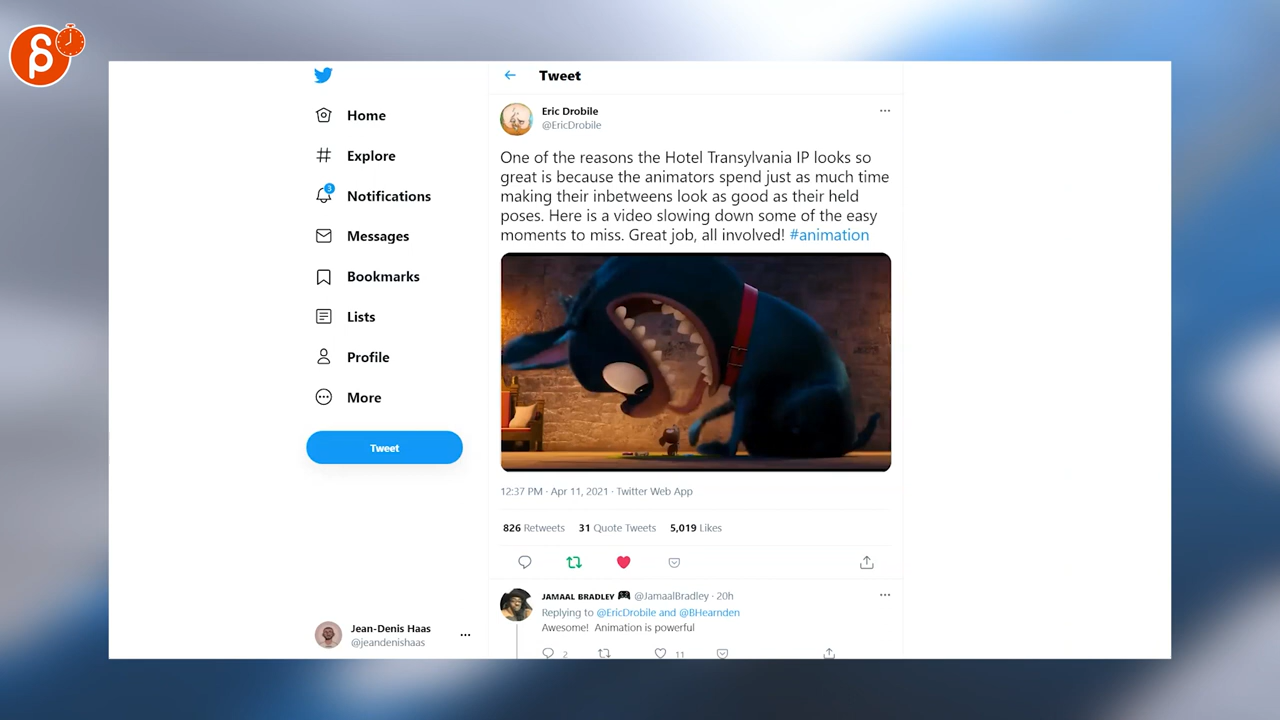 Tweet
Home
Explore
3
Notifications
Messages
Bookmarks
Lists
Profile
More
Tweet
Jean-Denis Haas
@jeandenishaas
Eric Drobile
@EricDrobile
One of the reasons the Hotel Transylvania IP looks so
great is because the animators spend just as much time
making their inbetweens look as good as their held
poses. Here is a video slowing down some of the easy
moments to miss. Great job, all involved! #animation
12:37 PM · Apr 11, 2021 · Twitter Web App
826 Retweets 31 Quote Tweets 5,019 Likes
JAMAAL BRADLEY 🎮 @JamaalBradley · 20h
Replying to @EricDrobile and @BHearnden
Awesome! Animation is powerful
2 11